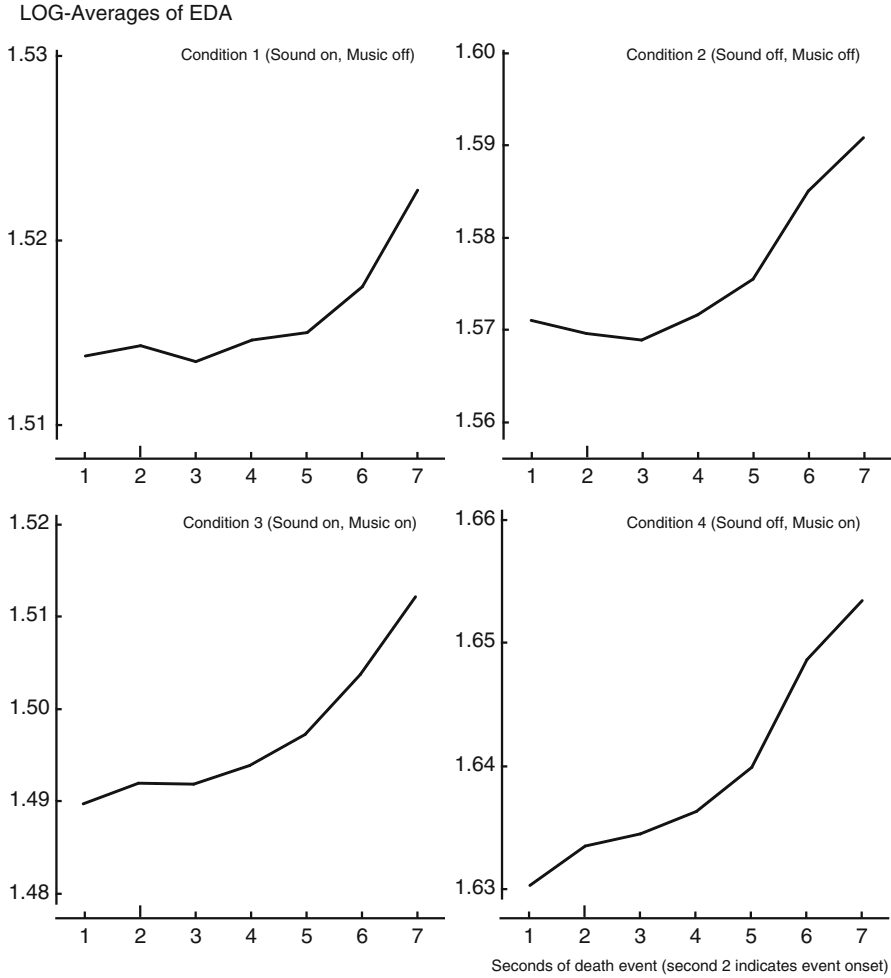 LOG-Averages of EDA
Condition 1 (Sound on, Music off)
1.53
1.52
1.51
1 2 3 4 5 6 7
Condition 2 (Sound off, Music off)
1.60
1.59
1.58
1.57
1.56
1 2 3 4 5 6 7
Condition 3 (Sound on, Music on)
1.52
1.51
1.50
1.49
1.48
1 2 3 4 5 6 7
Condition 4 (Sound off, Music on)
1.66
1.65
1.64
1.63
1 2 3 4 5 6 7
Seconds of death event (second 2 indicates event onset)